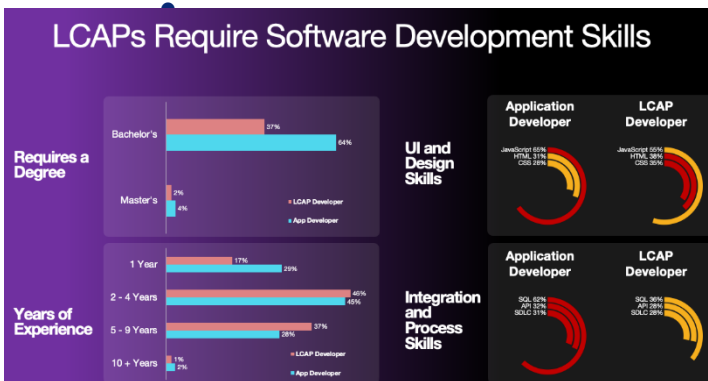 LCAPs Require Software Development Skills
Requires a
Degree
Bachelor's
37%
64%
Master's
2%
4%
LCAP Developer
App Developer
UI and
Design
Skills
Application
Developer
JavaScript 65%
HTML 31%
CSS 28%
LCAP
Developer
JavaScript 55%
HTML 38%
CSS 35%
Years of
Experience
1 Year
17%
29%
2 - 4 Years
46%
45%
5 - 9 Years
37%
28%
10 + Years
1%
2%
LCAP Developer
App Developer
Integration
and
Process
Skills
Application
Developer
SQL 62%
API 32%
SDLC 31%
LCAP
Developer
SQL 36%
API 28%
SDLC 28%